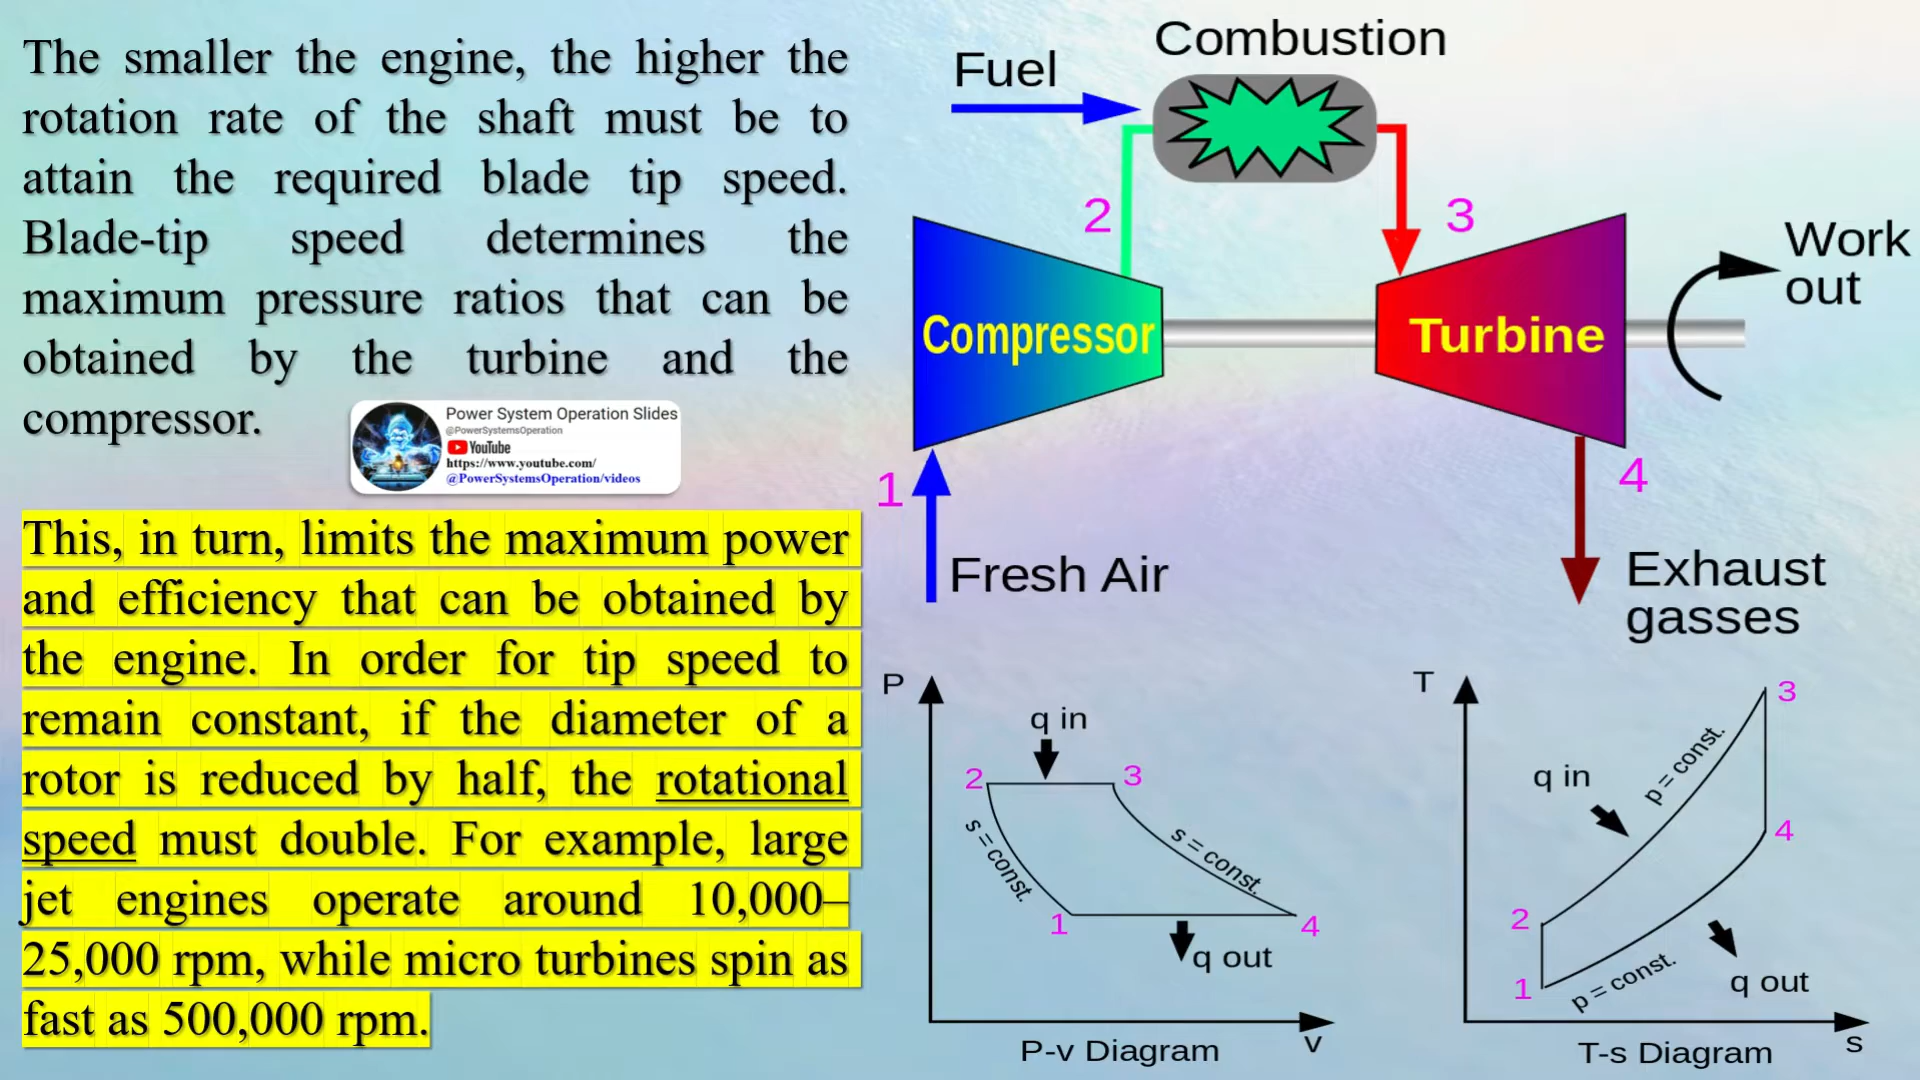 The smaller the engine, the higher the
rotation rate of the shaft must be to
attain the required blade tip speed.
Blade-tip speed determines the
maximum pressure ratios that can be
obtained by the turbine and the
compressor.
Power System Operation Slides
@PowerSystemsOperation
YouTube
https://www.youtube.com/
@PowerSystemsOperation/videos
This, in turn, limits the maximum power
and efficiency that can be obtained by
the engine. In order for tip speed to
remain constant, if the diameter of a
rotor is reduced by half, the rotational
speed must double. For example, large
jet engines operate around 10,000–
25,000 rpm, while micro turbines spin as
fast as 500,000 rpm.
Combustion
Fuel
2
3
Work
out
Compressor
Turbine
1
4
Fresh Air
Exhaust
gasses
P
q in
2
3
s = const.
s = const.
1
4
q out
v
P-v Diagram
T
3
q in
p = const.
4
2
1
p = const.
q out
s
T-s Diagram